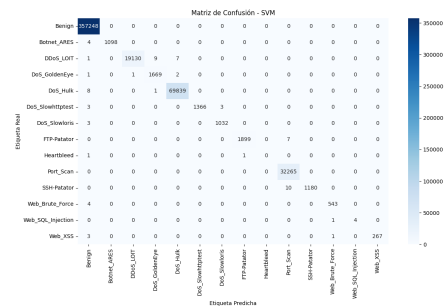 Matriz de Confusión - SVM
Etiqueta Real
Benign 357248 0 0 0 0 0 0 0 0 0 0 0 0 0
Botnet_ARES 4 1098 0 0 0 0 0 0 0 0 0 0 0 0
DDoS_LOIT 1 0 19130 9 7 0 0 0 0 0 0 0 0 0
DoS_GoldenEye 1 0 1 1669 2 0 0 0 0 0 0 0 0 0
DoS_Hulk 8 0 0 1 69839 0 0 0 0 0 0 0 0 0
DoS_Slowhttptest 3 0 0 0 0 1366 3 0 0 0 0 0 0 0
DoS_Slowloris 3 0 0 0 0 0 1032 0 0 0 0 0 0 0
FTP-Patator 0 0 0 0 0 0 0 1899 0 7 0 0 0 0
Heartbleed 1 0 0 0 0 0 0 1 0 0 0 0 0 0
Port_Scan 0 0 0 0 0 0 0 0 0 32265 0 0 0 0
SSH-Patator 0 0 0 0 0 0 0 0 0 10 1180 0 0 0
Web_Brute_Force 4 0 0 0 0 0 0 0 0 0 0 543 0 0
Web_SQL_Injection 0 0 0 0 0 0 0 0 0 0 0 1 4 0
Web_XSS 3 0 0 0 0 0 0 0 0 0 0 1 0 267
Benign
Botnet_ARES
DDoS_LOIT
DoS_GoldenEye
DoS_Hulk
DoS_Slowhttptest
DoS_Slowloris
FTP-Patator
Heartbleed
Port_Scan
SSH-Patator
Web_Brute_Force
Web_SQL_Injection
Web_XSS
Etiqueta Predicha
350000
300000
250000
200000
150000
100000
50000
0